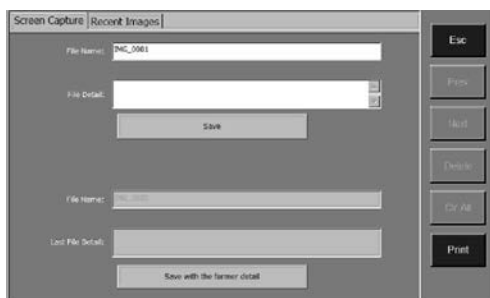 Screen Capture
Recent Images
File Name:
IMG_0001
File Detail:
Save
File Name:
Last File Detail:
Save with the former detail
Esc
Prev
Next
Delete
Clr All
Print